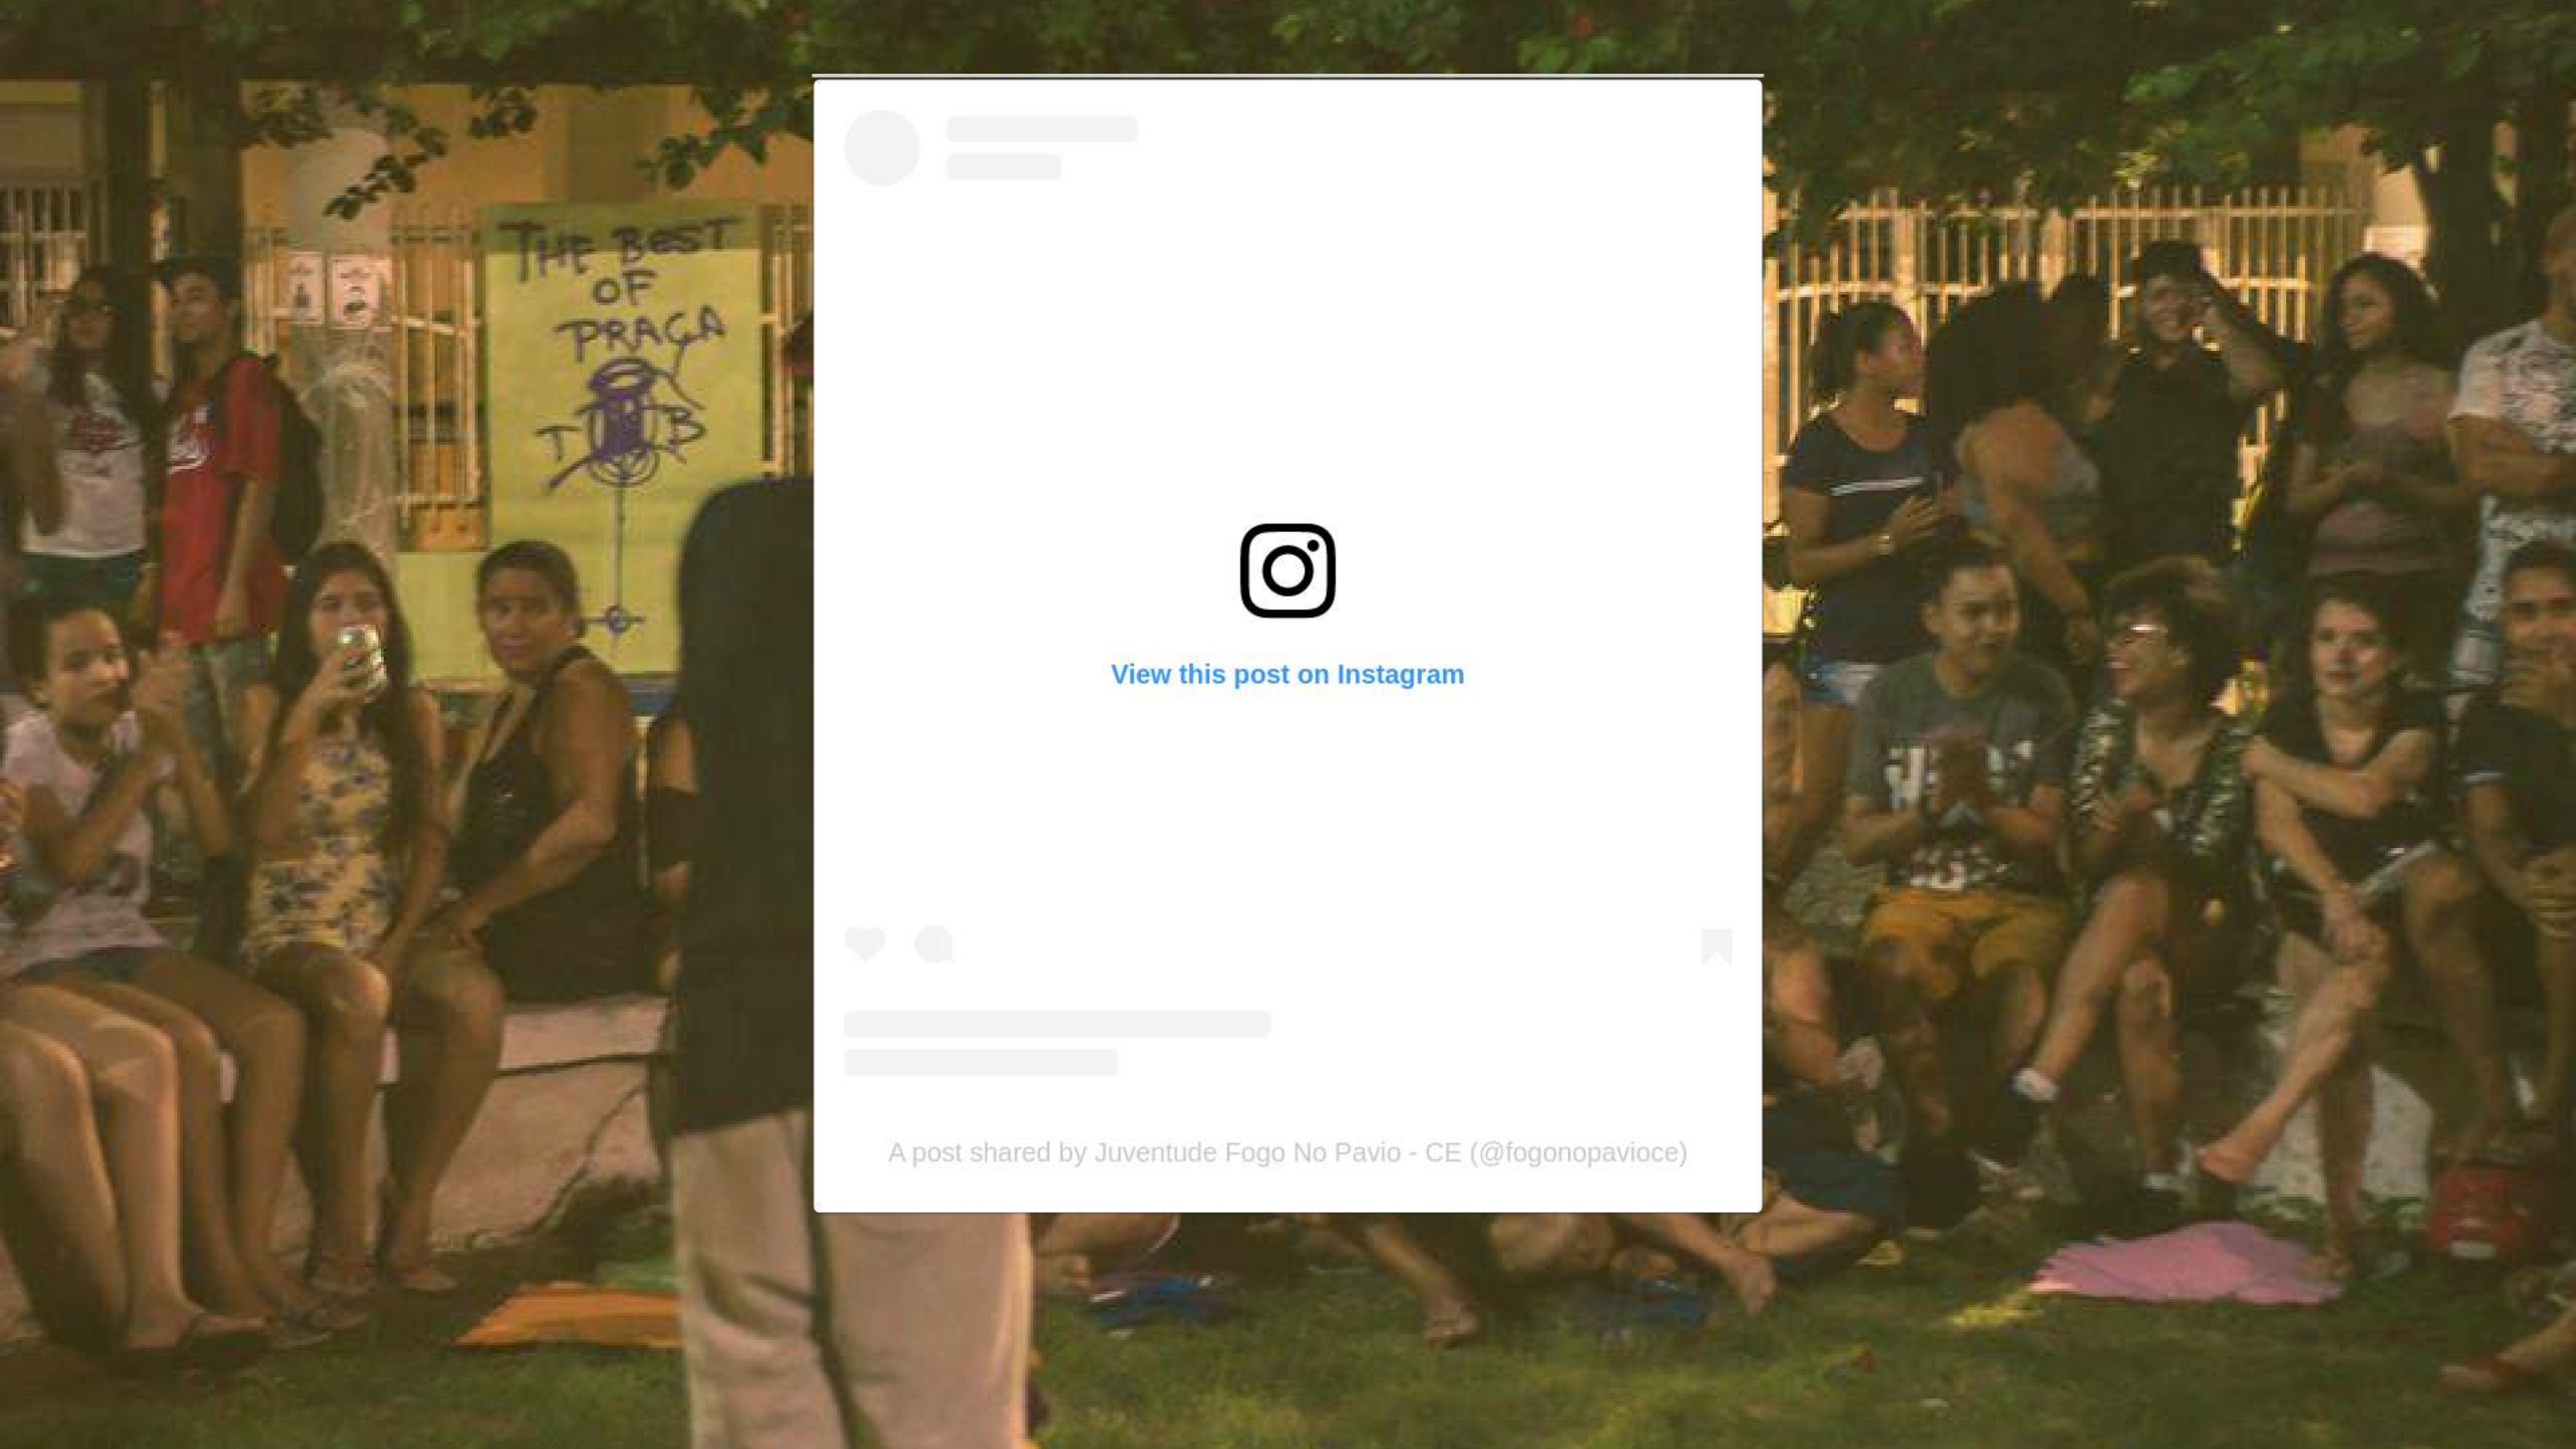 THE BEST
OF
PRAÇA
T B
View this post on Instagram
A post shared by Juventude Fogo No Pavio - CE (@fogonopavioce)